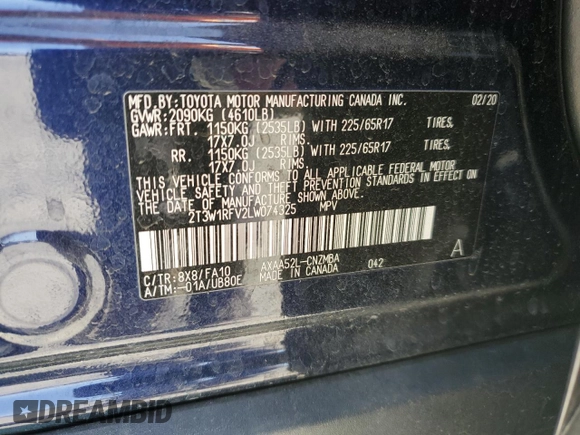 MFD.BY:TOYOTA MOTOR MANUFACTURING CANADA INC. 02/20
GVWR:2090KG (4610LB)
GAWR:FRT. 1150KG (2535LB) WITH 225/65R17 TIRES,
17X7.0J RIMS.
RR. 1150KG (2535LB) WITH 225/65R17 TIRES,
17X7.0J RIMS.
THIS VEHICLE CONFORMS TO ALL APPLICABLE FEDERAL MOTOR
VEHICLE SAFETY AND THEFT PREVENTION STANDARDS IN EFFECT ON
THE DATE OF MANUFACTURE SHOWN ABOVE.
2T3W1RFV2LW074325 MPV
C/TR:8X8/FA10 AXAA52L-CNZMBA 042 A
A/TM:-01A/UB80F MADE IN CANADA
DREAMBID